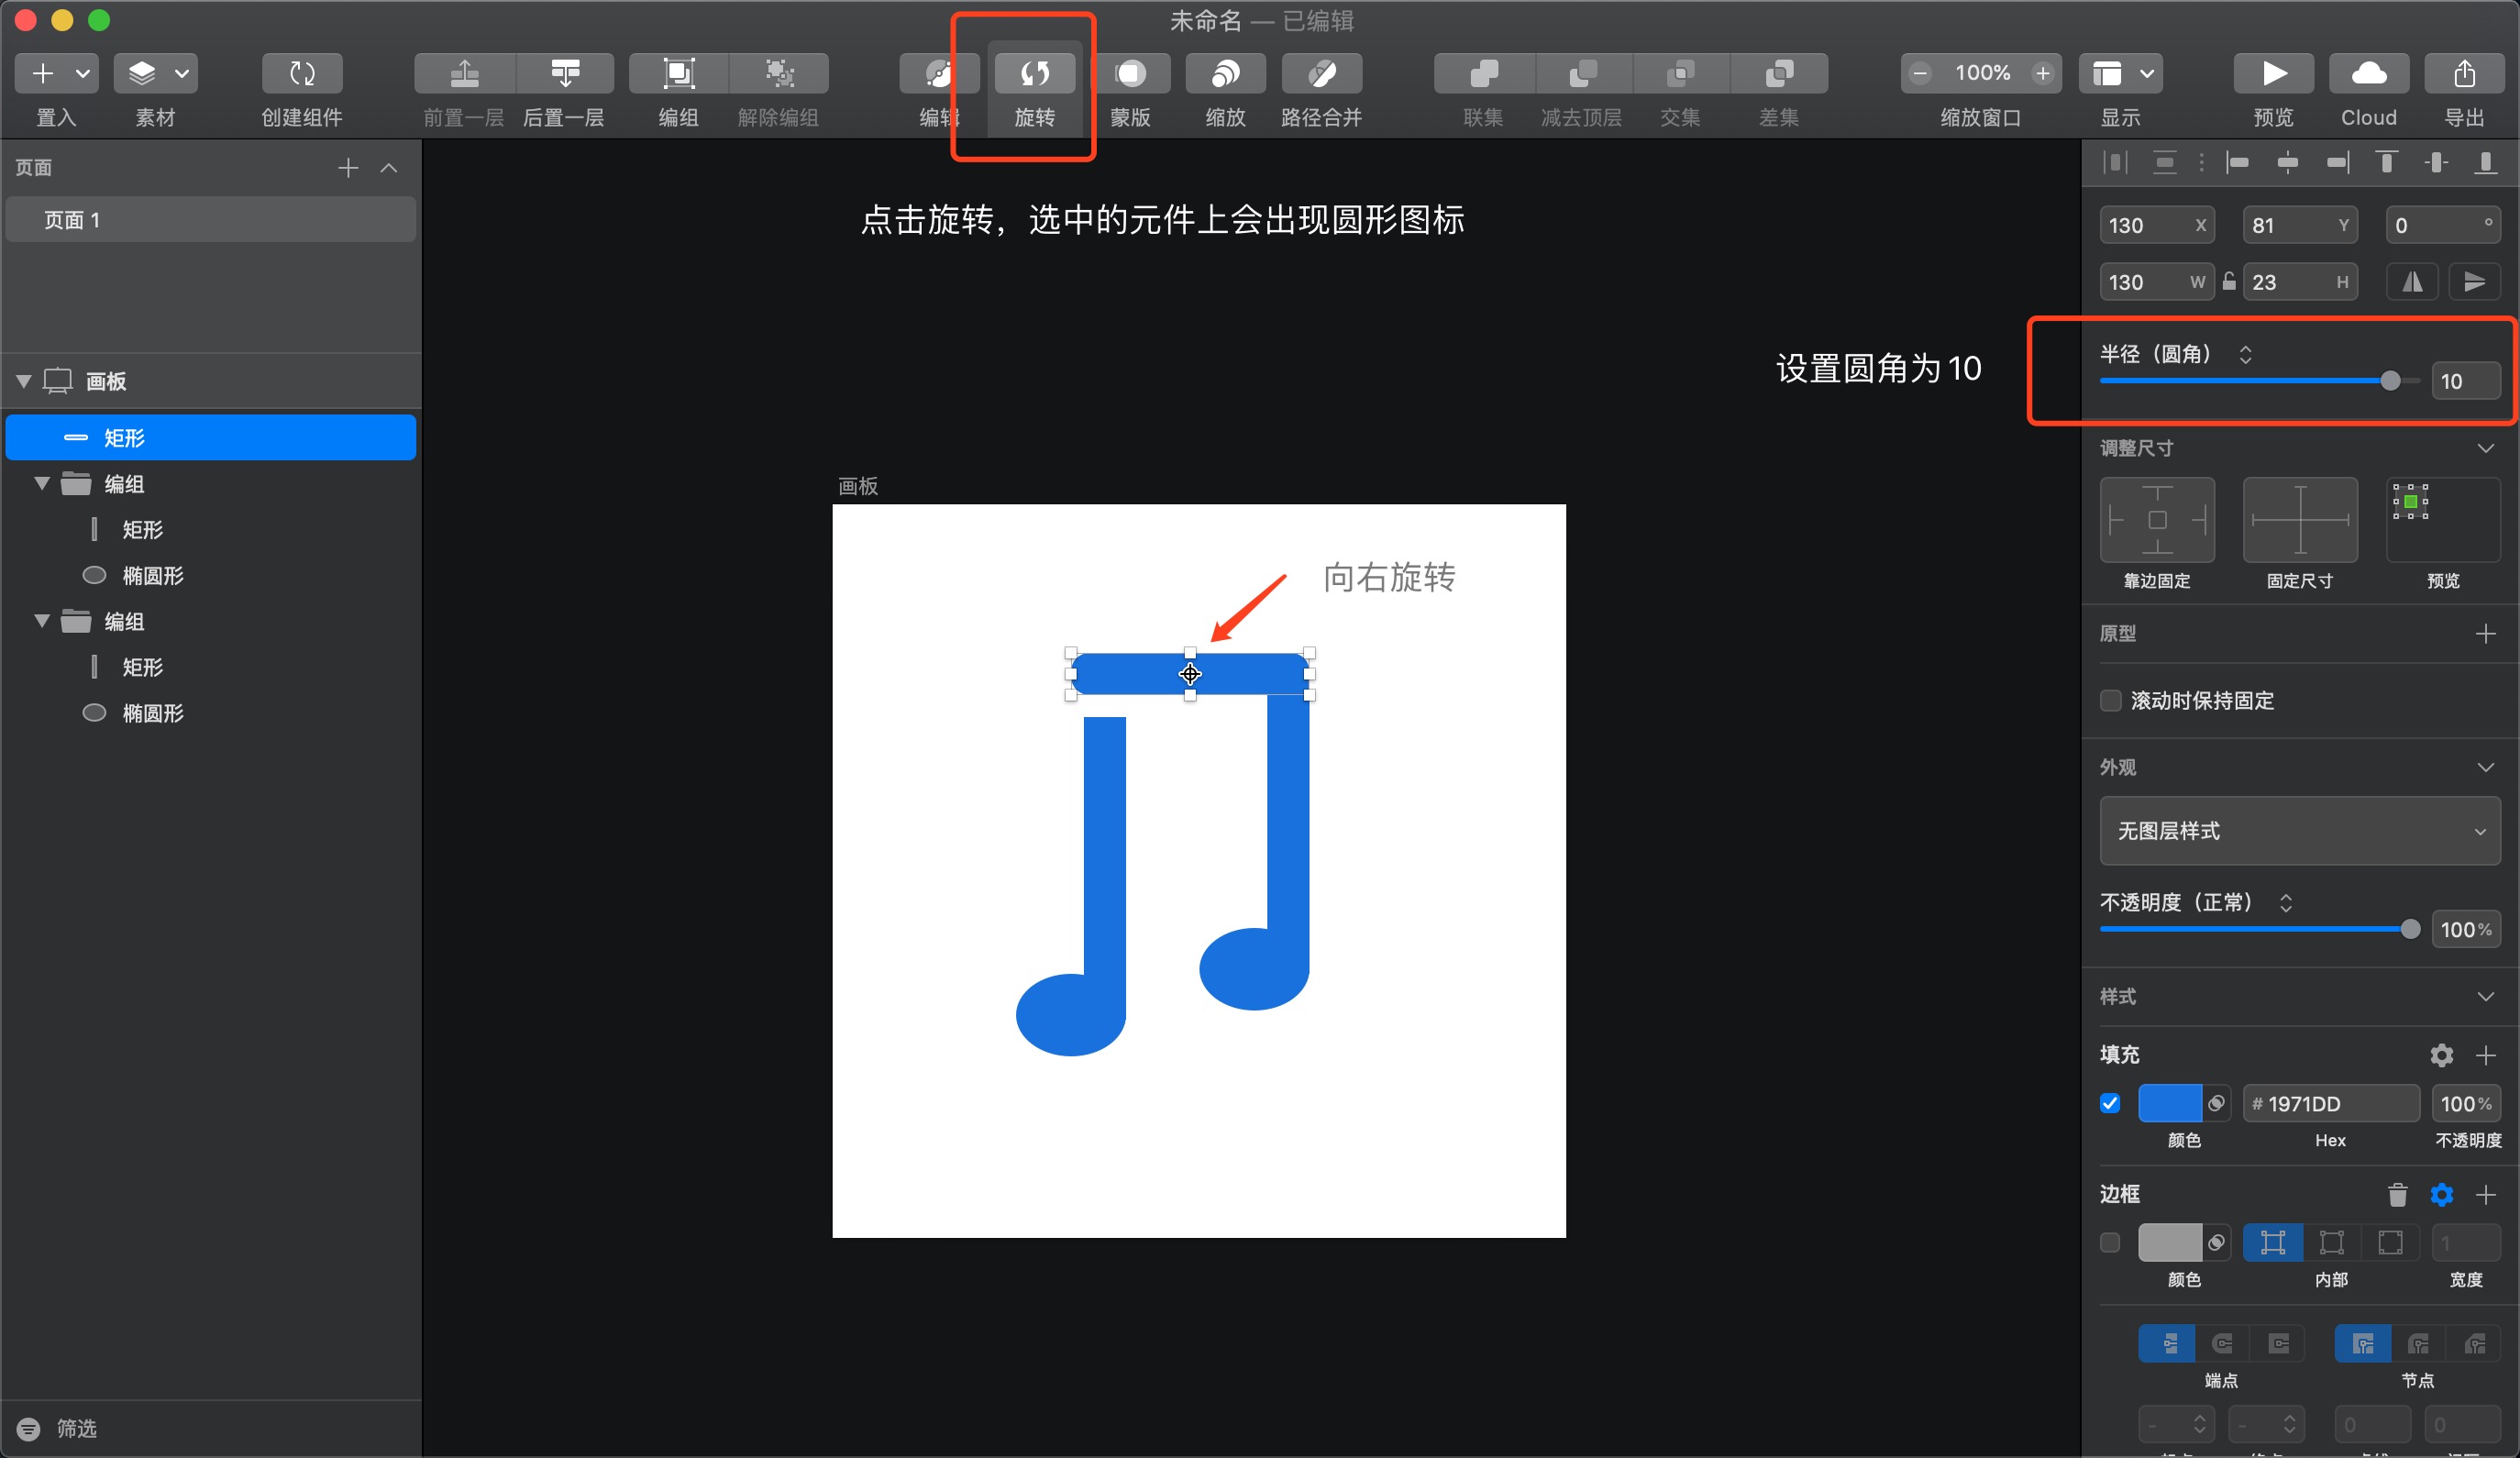 未命名 — 已编辑
置入
素材
创建组件
前置一层
后置一层
编组
解除编组
编辑
旋转
蒙版
缩放
路径合并
联集
减去顶层
交集
差集
100%
缩放窗口
显示
预览
Cloud
导出
页面
页面 1
画板
矩形
编组
矩形
椭圆形
编组
矩形
椭圆形
筛选
点击旋转，选中的元件上会出现圆形图标
设置圆角为10
画板
向右旋转
130 X
81 Y
0 °
130 W
23 H
半径（圆角）
10
调整尺寸
靠边固定
固定尺寸
预览
原型
滚动时保持固定
外观
无图层样式
不透明度（正常）
100%
样式
填充
# 1971DD
100%
颜色
Hex
不透明度
边框
1
颜色
内部
宽度
端点
节点
-
-
0
0